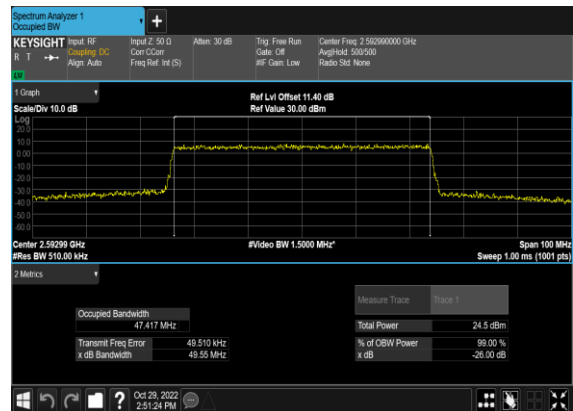 Spectrum Analyzer 1
Occupied BW
+
KEYSIGHT
R T
LU
Input: RF
Coupling: DC
Align: Auto
Input Z: 50 Ω
Corr CCorr
Freq Ref: Int (S)
Atten: 30 dB
Trig: Free Run
Gate: Off
#IF Gain: Low
Center Freq: 2.592990000 GHz
Avg|Hold: 500/500
Radio Std: None
1 Graph
Scale/Div 10.0 dB
Ref Lvl Offset 11.40 dB
Ref Value 30.00 dBm
Log
20.0
10.0
0.00
-10.0
-20.0
-30.0
-40.0
-50.0
-60.0
Center 2.59299 GHz
#Res BW 510.00 kHz
#Video BW 1.5000 MHz*
Span 100 MHz
Sweep 1.00 ms (1001 pts)
2 Metrics
Measure Trace Trace 1
Occupied Bandwidth
47.417 MHz
Total Power 24.5 dBm
Transmit Freq Error 49.510 kHz
% of OBW Power 99.00 %
x dB Bandwidth 49.55 MHz
x dB -26.00 dB
?
Oct 29, 2022
2:51:24 PM